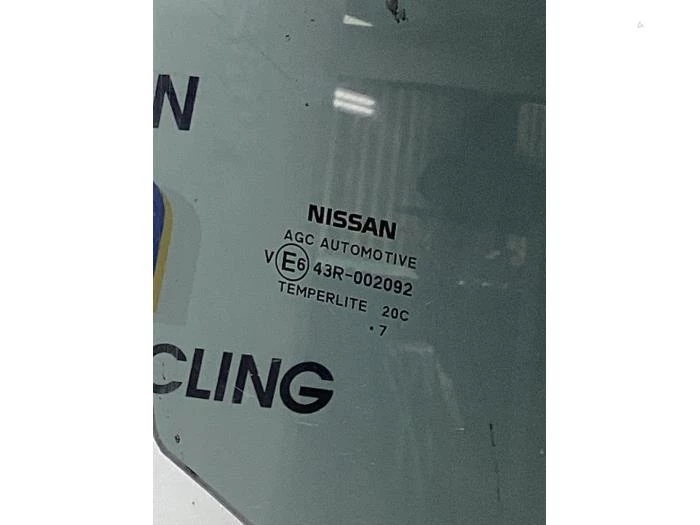 N
NISSAN
AGC AUTOMOTIVE
V E6 43R-002092
TEMPERLITE 20C
.7
CLING